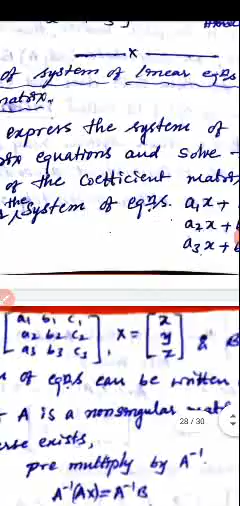 x
of system of linear eqns
matrix.
express the system of
equations and solve
of the coefficient
the
system of eqns. a₁x +
a₂x +
a₃x +
[a₁ b₁ c₁
a₂ b₂ c₂
a₃ b₃ c₃], X = [x
y
z] & B
of eqns can be written
A is a nonsingular
exists,
pre multiply by A⁻¹.
A⁻¹(AX) = A⁻¹B
28 / 30